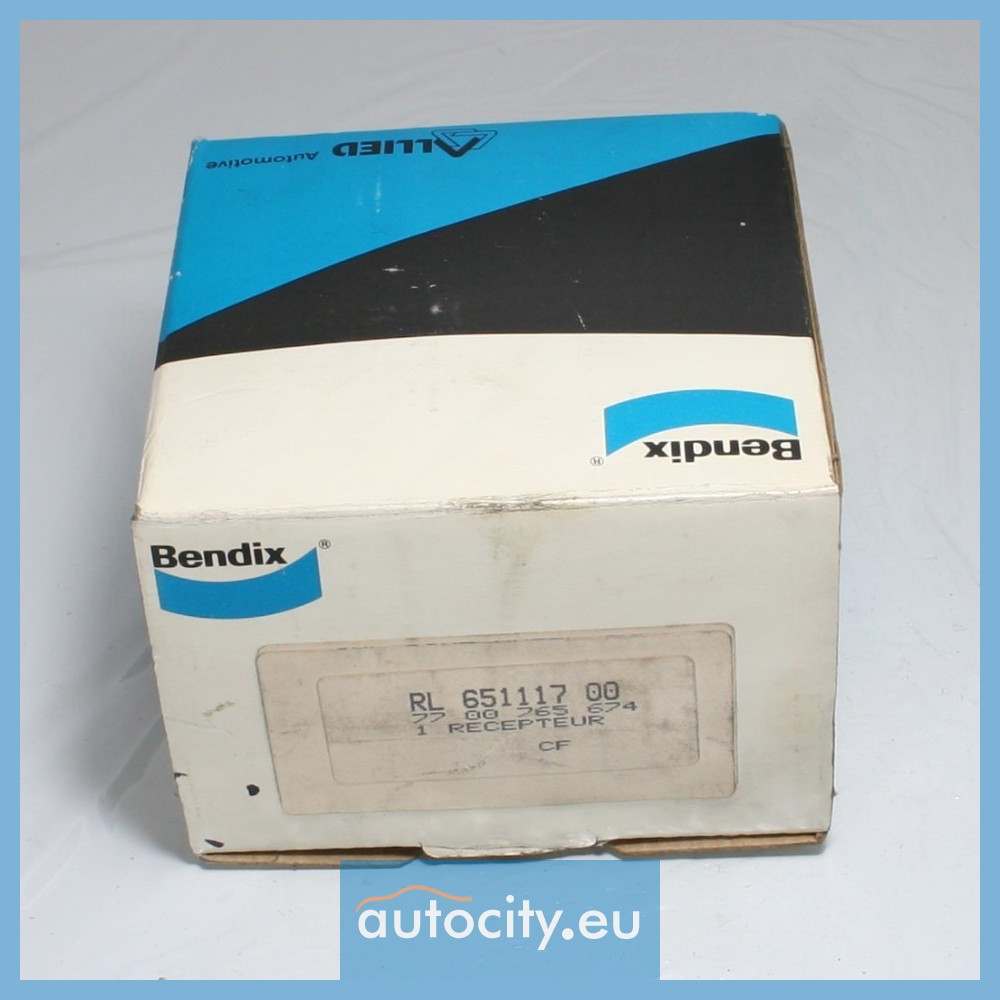 ALLIED Automotive
Bendix ®
Bendix ®
RL 651117 00
77 00 765 674
1 RECEPTEUR
CF
autocity.eu